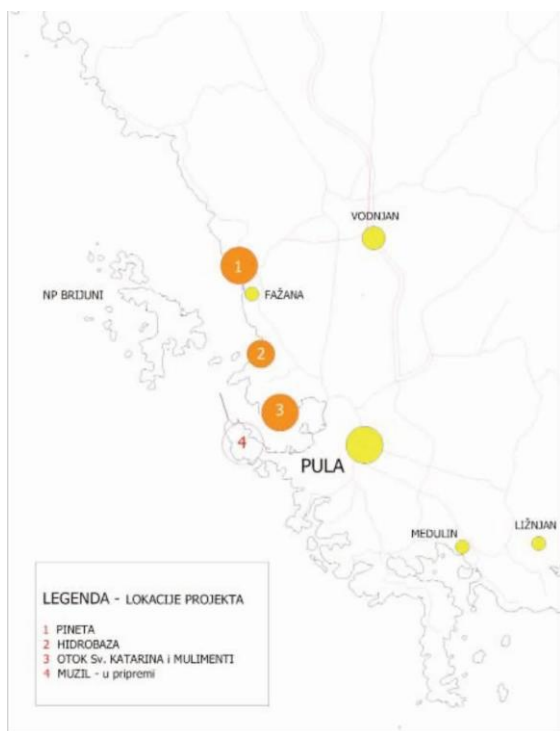 VODNJAN
1
NP BRIJUNI
FAŽANA
2
3
4
PULA
MEDULIN
LIŽNJAN
LEGENDA - LOKACIJE PROJEKTA
1 PINETA
2 HIDROBAZA
3 OTOK Sv. KATARINA i MULIMENTI
4 MUZIL - u pripremi